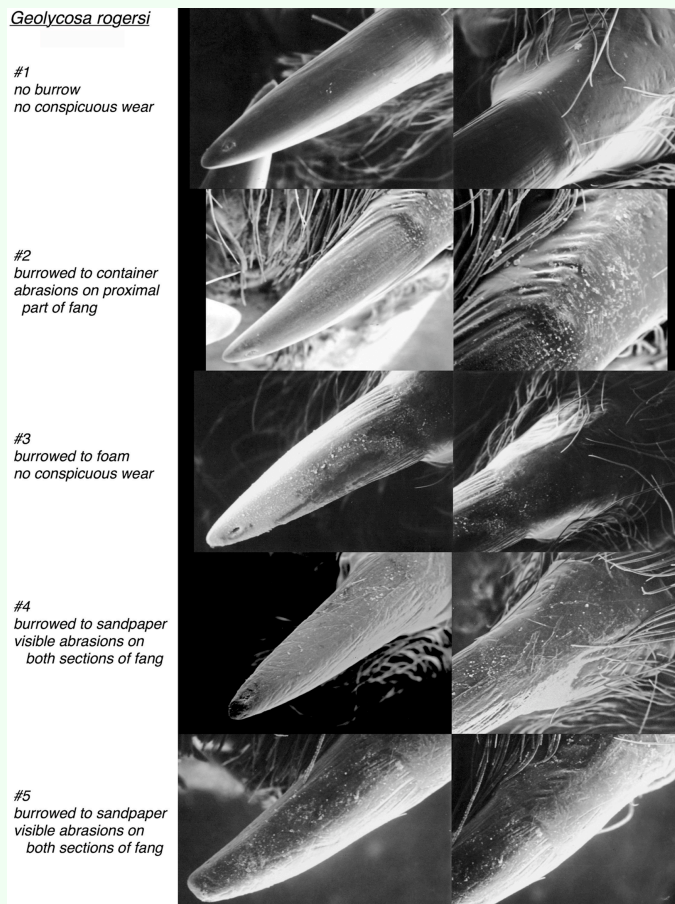 Geolycosa rogersi
#1
no burrow
no conspicuous wear
#2
burrowed to container
abrasions on proximal
part of fang
#3
burrowed to foam
no conspicuous wear
#4
burrowed to sandpaper
visible abrasions on
both sections of fang
#5
burrowed to sandpaper
visible abrasions on
both sections of fang